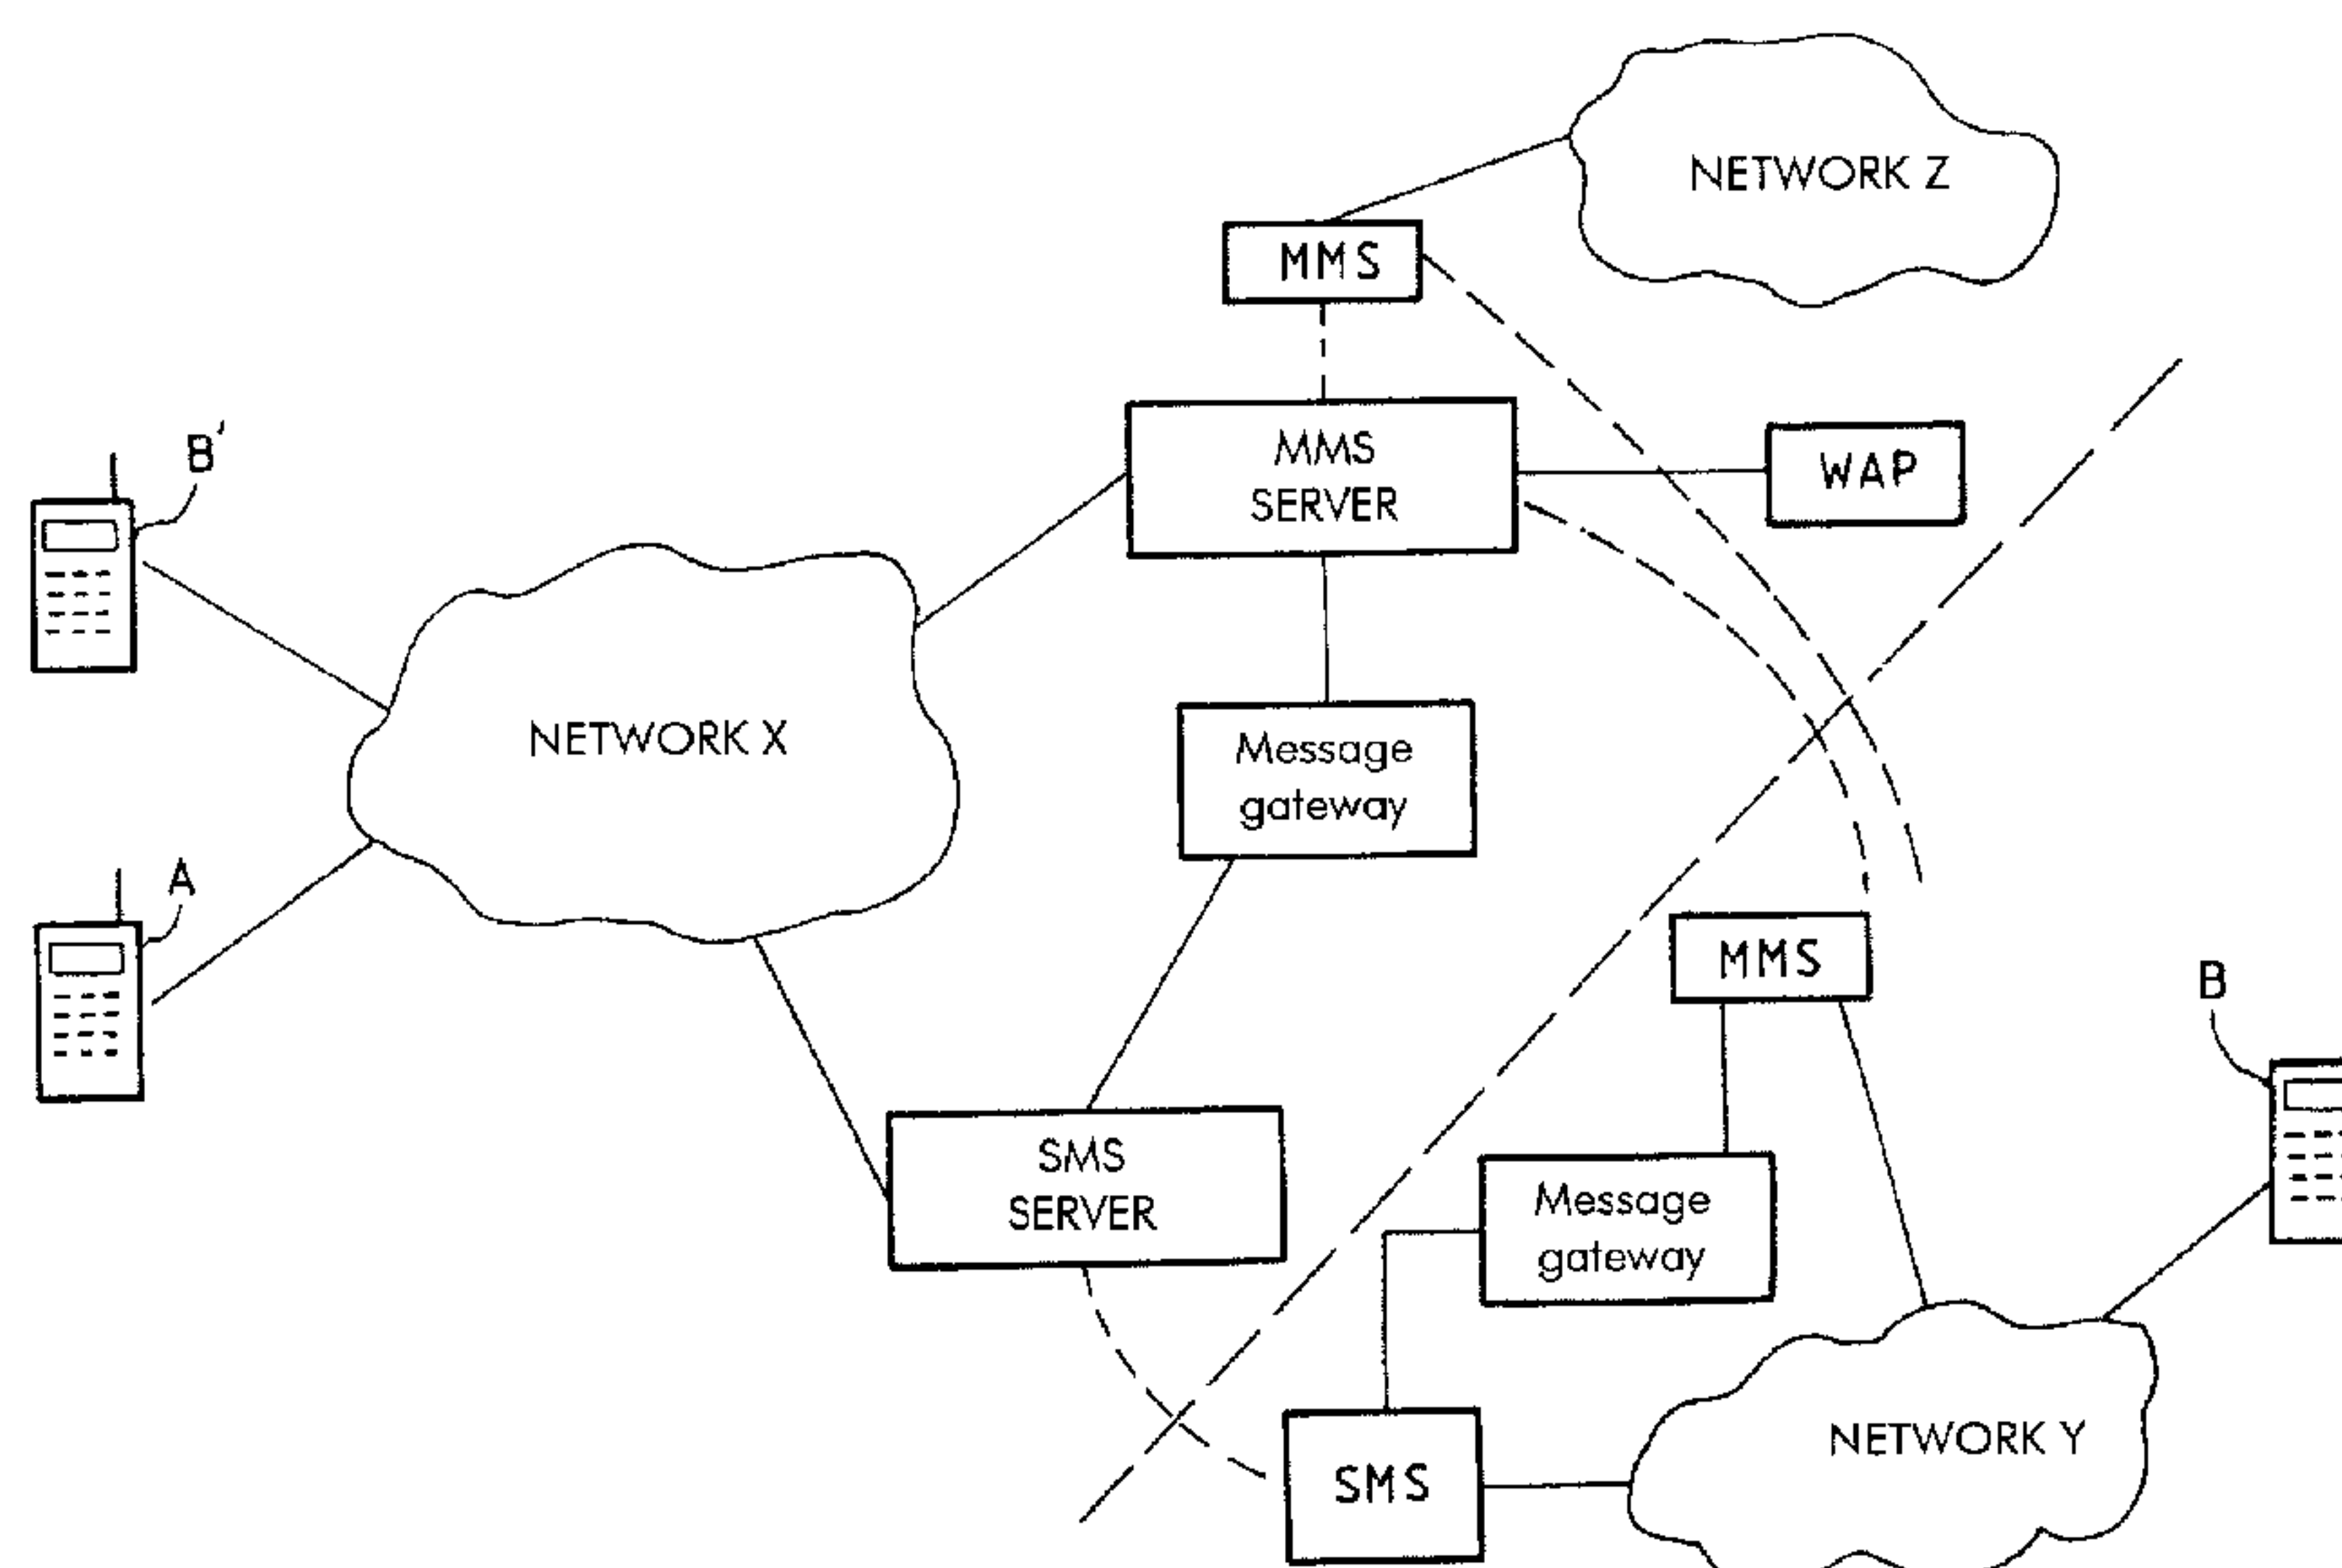 NETWORK Z
MMS
MMS
SERVER
WAP
B'
NETWORK X
Message
gateway
A
MMS
B
SMS
SERVER
Message
gateway
NETWORK Y
SMS